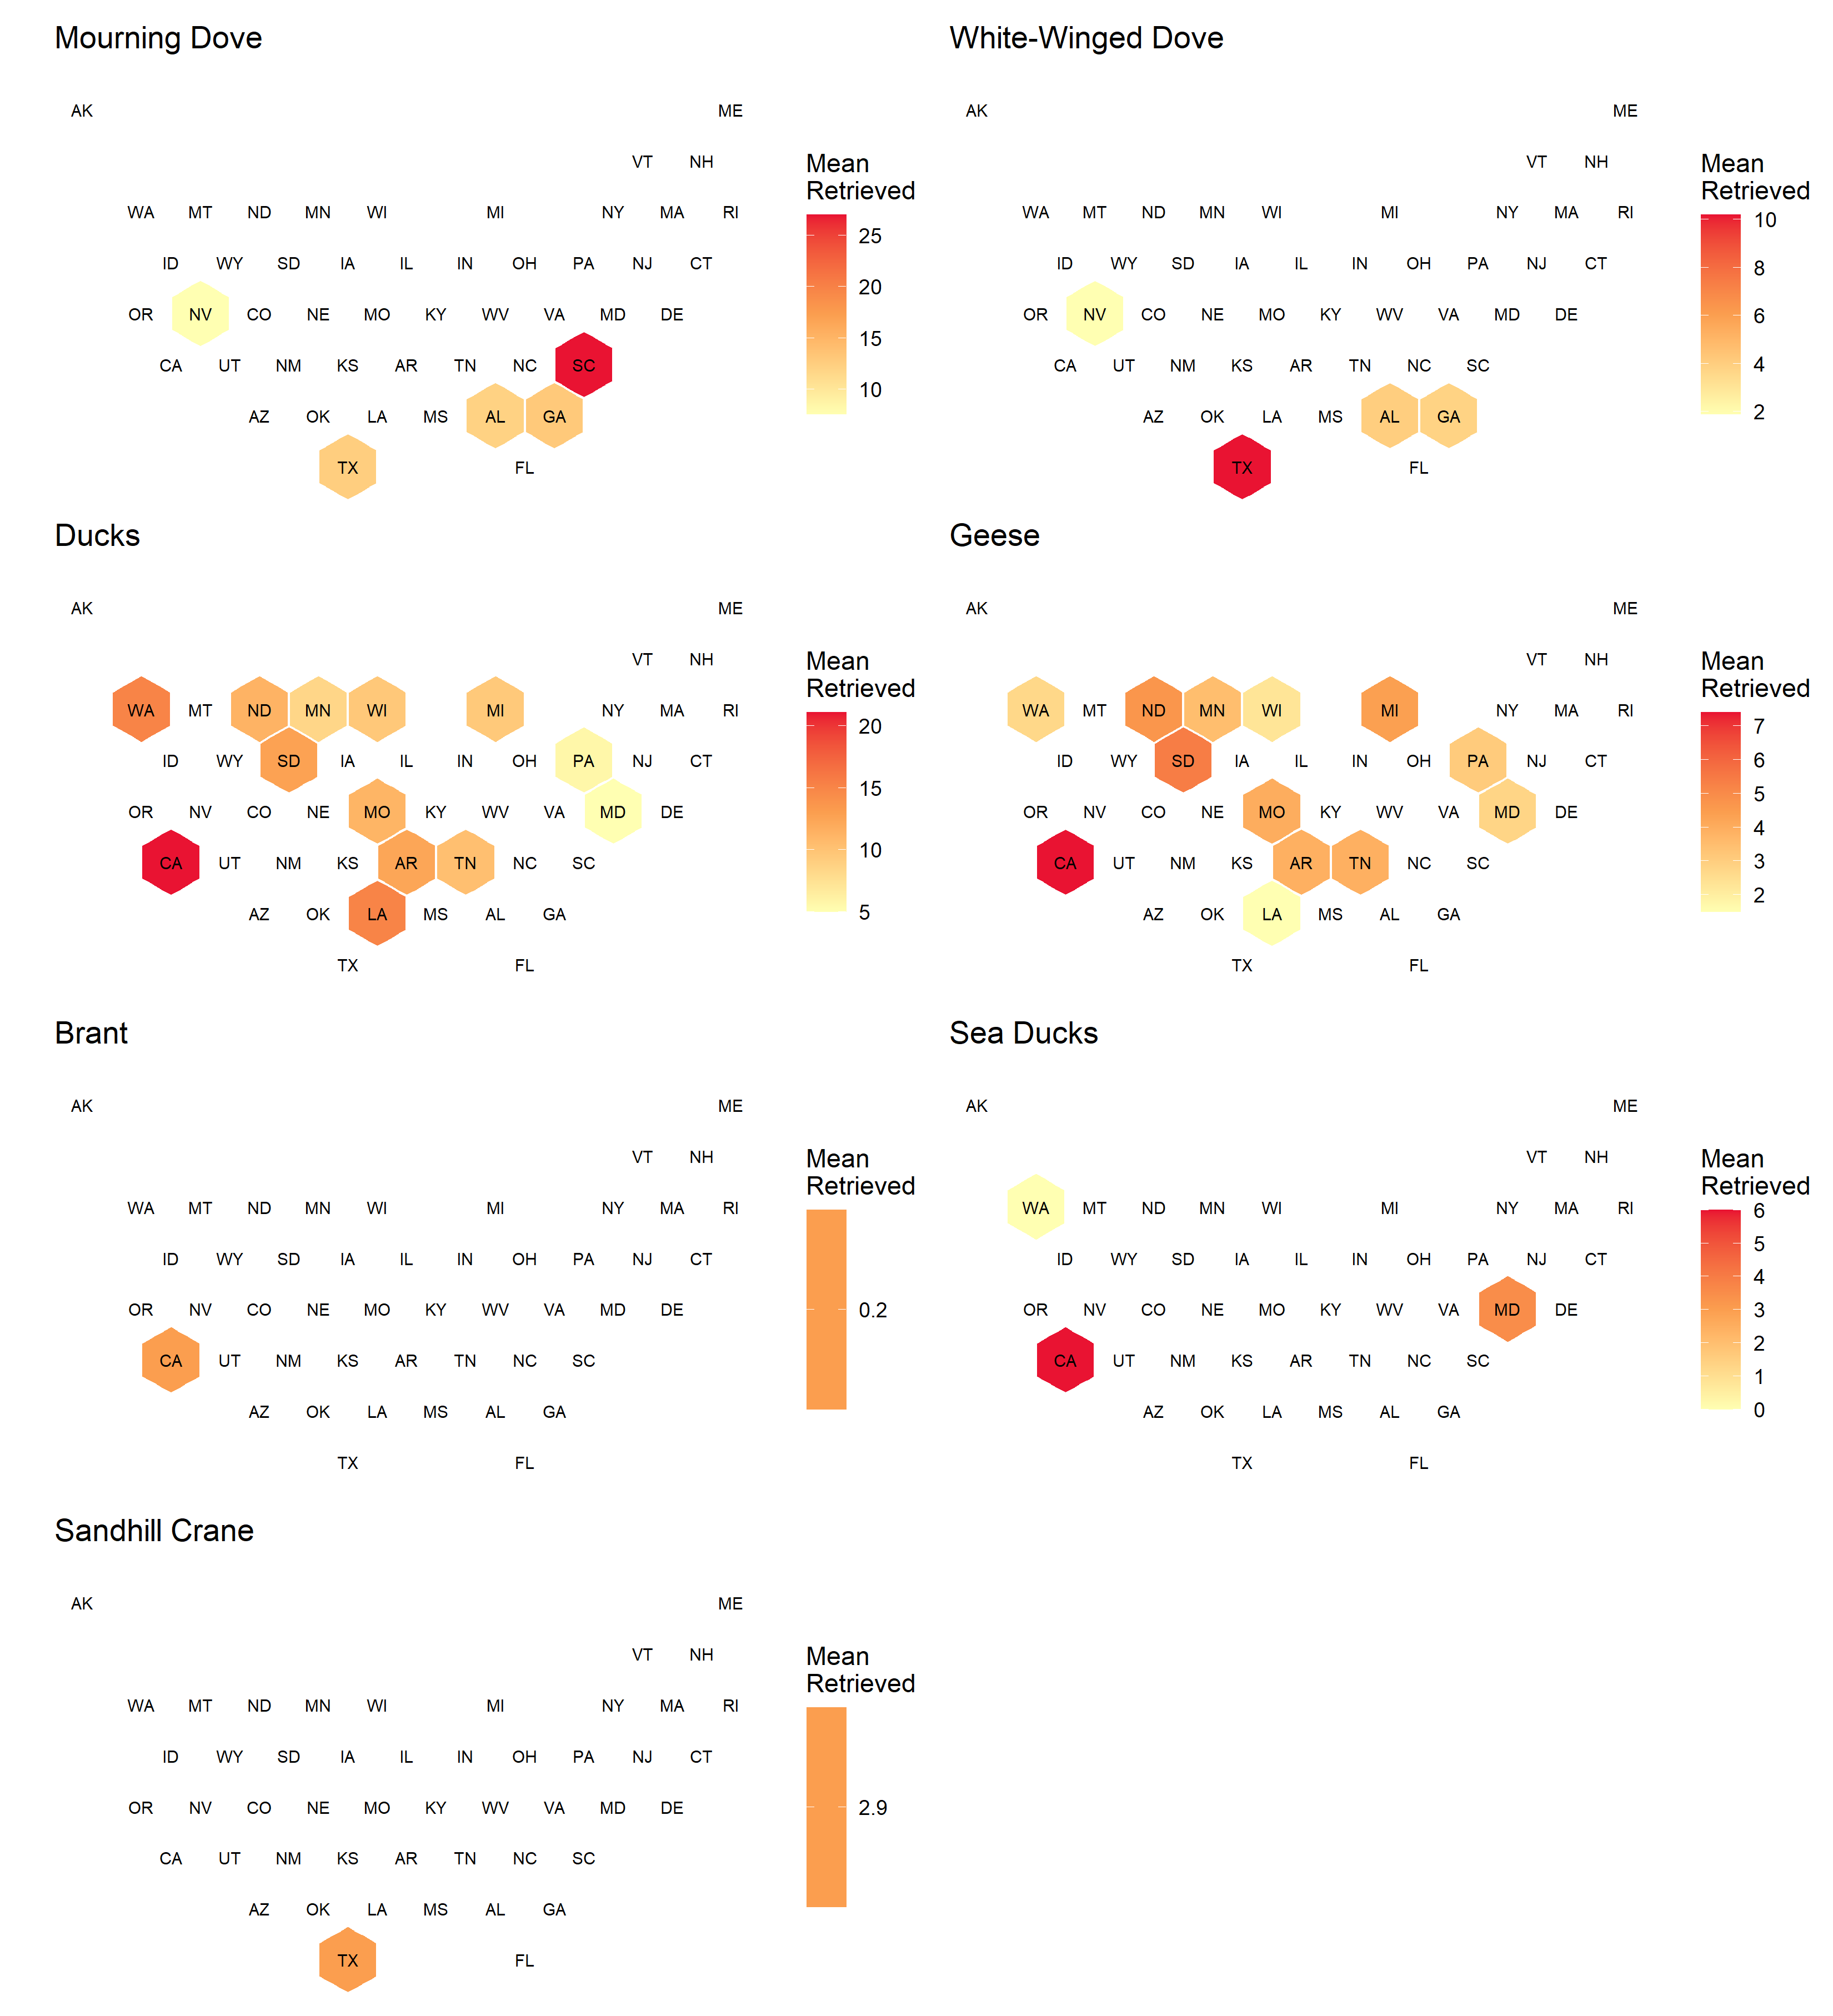 Mourning Dove
AK ME
VT NH
WA MT ND MN WI MI NY MA RI
ID WY SD IA IL IN OH PA NJ CT
OR NV CO NE MO KY WV VA MD DE
CA UT NM KS AR TN NC SC
AZ OK LA MS AL GA
TX FL
Mean
Retrieved
25
20
15
10
White-Winged Dove
AK ME
VT NH
WA MT ND MN WI MI NY MA RI
ID WY SD IA IL IN OH PA NJ CT
OR NV CO NE MO KY WV VA MD DE
CA UT NM KS AR TN NC SC
AZ OK LA MS AL GA
TX FL
Mean
Retrieved
10
8
6
4
2
Ducks
AK ME
VT NH
WA MT ND MN WI MI NY MA RI
ID WY SD IA IL IN OH PA NJ CT
OR NV CO NE MO KY WV VA MD DE
CA UT NM KS AR TN NC SC
AZ OK LA MS AL GA
TX FL
Mean
Retrieved
20
15
10
5
Geese
AK ME
VT NH
WA MT ND MN WI MI NY MA RI
ID WY SD IA IL IN OH PA NJ CT
OR NV CO NE MO KY WV VA MD DE
CA UT NM KS AR TN NC SC
AZ OK LA MS AL GA
TX FL
Mean
Retrieved
7
6
5
4
3
2
Brant
AK ME
VT NH
WA MT ND MN WI MI NY MA RI
ID WY SD IA IL IN OH PA NJ CT
OR NV CO NE MO KY WV VA MD DE
CA UT NM KS AR TN NC SC
AZ OK LA MS AL GA
TX FL
Mean
Retrieved
0.2
Sea Ducks
AK ME
VT NH
WA MT ND MN WI MI NY MA RI
ID WY SD IA IL IN OH PA NJ CT
OR NV CO NE MO KY WV VA MD DE
CA UT NM KS AR TN NC SC
AZ OK LA MS AL GA
TX FL
Mean
Retrieved
6
5
4
3
2
1
0
Sandhill Crane
AK ME
VT NH
WA MT ND MN WI MI NY MA RI
ID WY SD IA IL IN OH PA NJ CT
OR NV CO NE MO KY WV VA MD DE
CA UT NM KS AR TN NC SC
AZ OK LA MS AL GA
TX FL
Mean
Retrieved
2.9